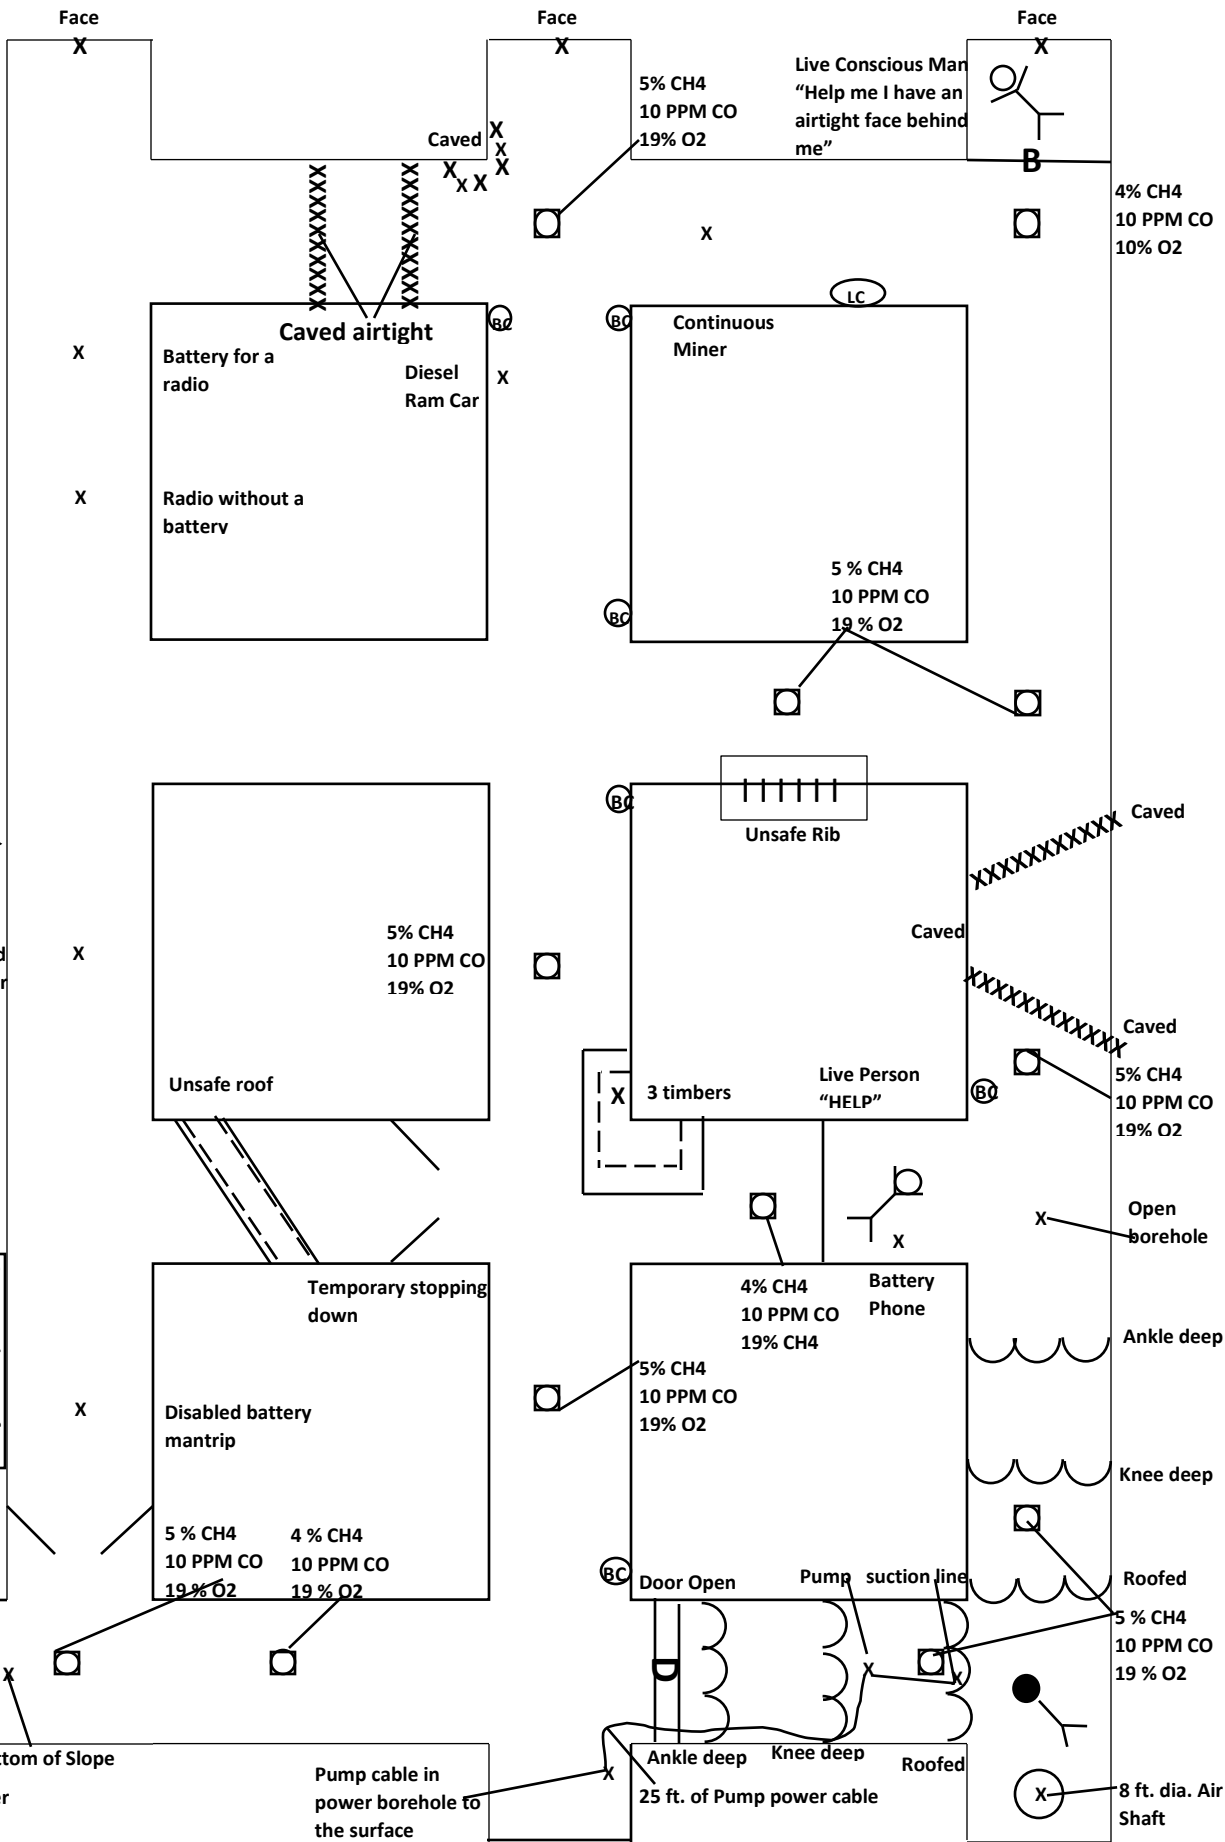 Face
Face
Face
X
X
X
Live Conscious Man
“Help me I have an
airtight face behind
me”
5% CH4
10 PPM CO
19% O2
Caved
X
X
X
X
X
X
B
4% CH4
10 PPM CO
10% O2
XXXXXXXXXX
XXXXXXXXXX
X
LC
BC
BC
Caved airtight
Continuous
Miner
X
Battery for a
radio
Diesel
Ram Car
X
X
Radio without a
battery
5 % CH4
10 PPM CO
19 % O2
BC
BC
Unsafe Rib
Caved
XXXXXXXXXXX
X
5% CH4
10 PPM CO
19% O2
Caved
XXXXXXXXXXXX
Caved
Unsafe roof
X
3 timbers
Live Person
“HELP”
BC
5% CH4
10 PPM CO
19% O2
X
X
Open
borehole
Temporary stopping
down
4% CH4
10 PPM CO
19% CH4
Battery
Phone
Ankle deep
5% CH4
10 PPM CO
19% O2
X
Disabled battery
mantrip
Knee deep
5 % CH4
10 PPM CO
19 % O2
4 % CH4
10 PPM CO
19 % O2
BC
Door Open
Pump
suction line
Roofed
5 % CH4
10 PPM CO
19 % O2
X
D
X
X
ttom of Slope
er
Ankle deep
Knee deep
Roofed
Pump cable in
power borehole to
the surface
X
25 ft. of Pump power cable
X
8 ft. dia. Air
Shaft